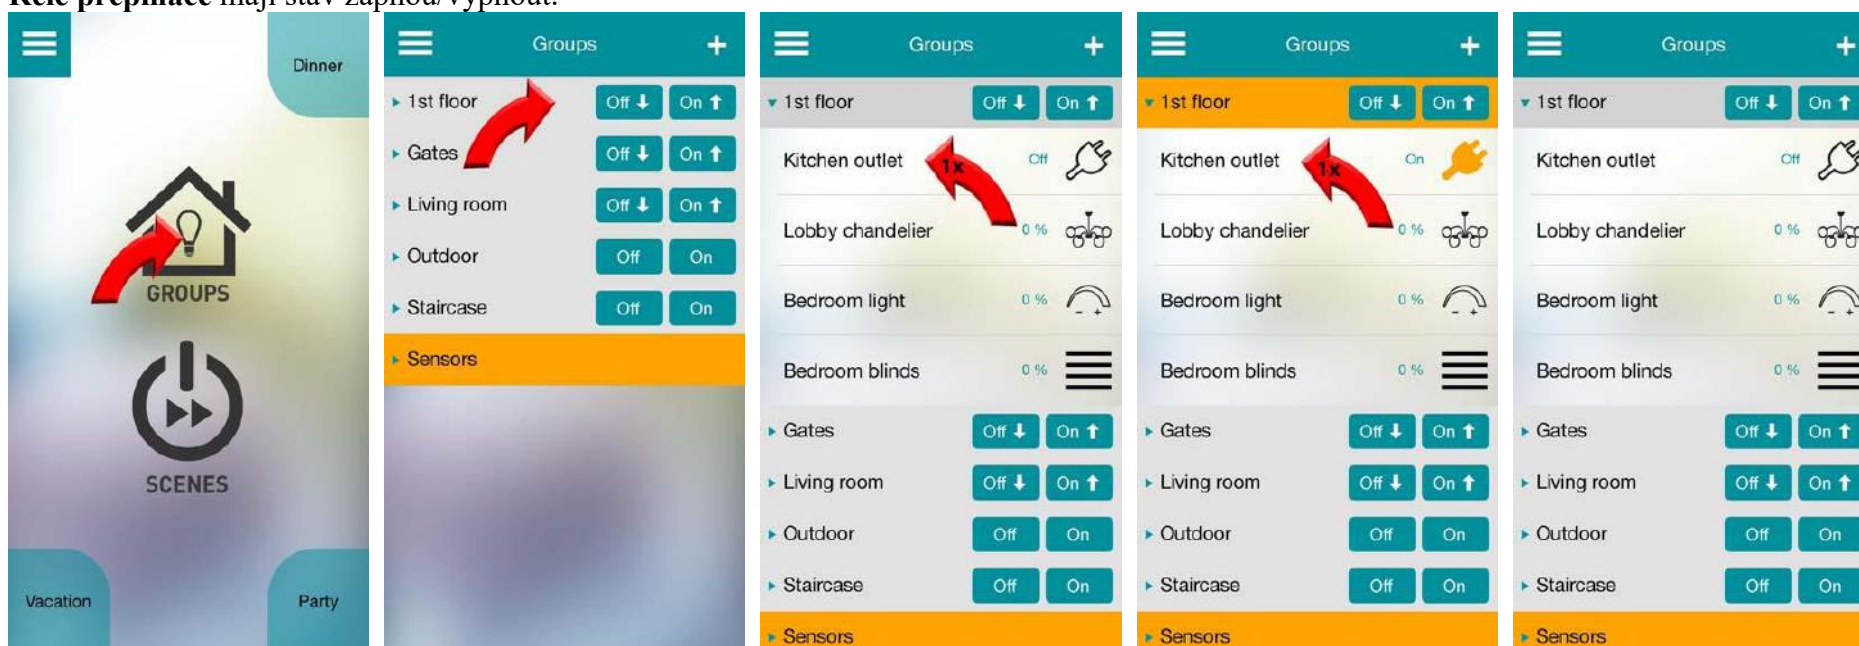 Relé přepínače mají stav zapnou/vypnout.
Dinner
GROUPS
SCENES
Vacation
Party
Groups +
1st floor Off On
Gates Off On
Living room Off On
Outdoor Off On
Staircase Off On
Sensors
Groups +
1st floor Off On
Kitchen outlet 1x Off
Lobby chandelier 0 %
Bedroom light 0 %
Bedroom blinds 0 %
Gates Off On
Living room Off On
Outdoor Off On
Staircase Off On
Sensors
Groups +
1st floor Off On
Kitchen outlet 1x On
Lobby chandelier 0 %
Bedroom light 0 %
Bedroom blinds 0 %
Gates Off On
Living room Off On
Outdoor Off On
Staircase Off On
Sensors
Groups +
1st floor Off On
Kitchen outlet Off
Lobby chandelier 0 %
Bedroom light 0 %
Bedroom blinds 0 %
Gates Off On
Living room Off On
Outdoor Off On
Staircase Off On
Sensors